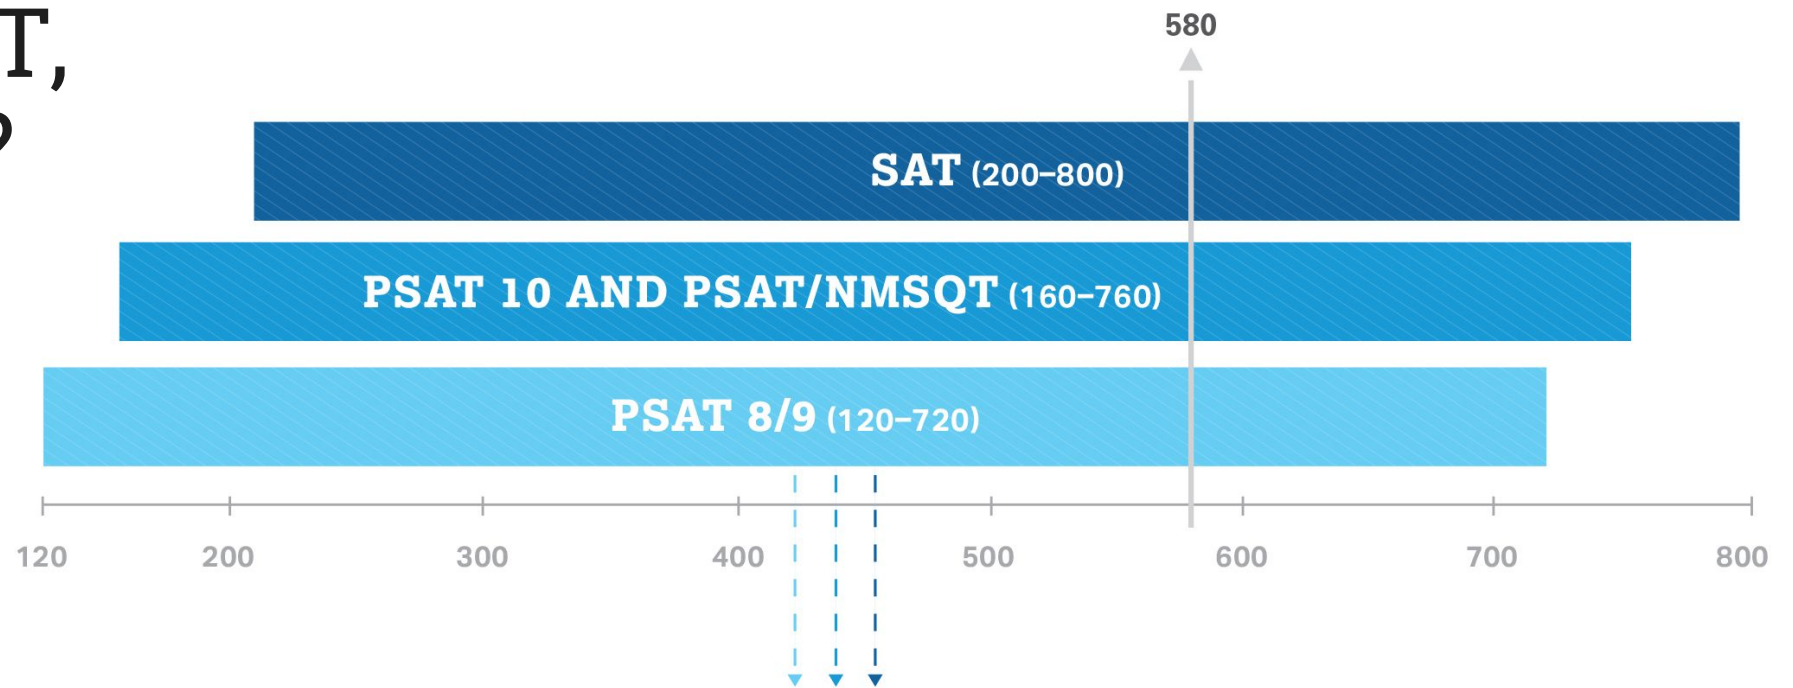 T,
?
580
SAT (200–800)
PSAT 10 AND PSAT/NMSQT (160–760)
PSAT 8/9 (120–720)
120 200 300 400 500 600 700 800